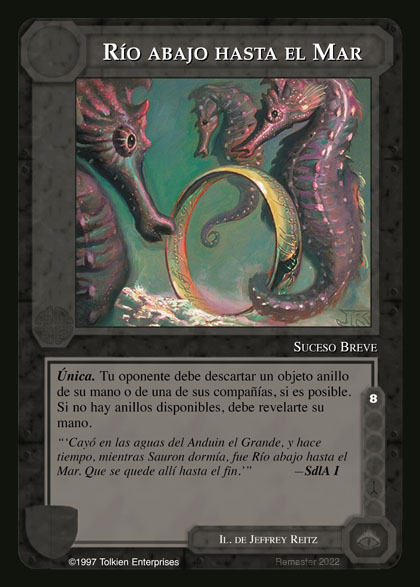 Río abajo hasta el Mar
JR
Suceso Breve
Única. Tu oponente debe descartar un objeto anillo
de su mano o de una de sus compañías, si es posible.
Si no hay anillos disponibles, debe revelarte su
mano.
8
“‘Cayó en las aguas del Anduin el Grande, y hace
tiempo, mientras Sauron dormía, fue Río abajo hasta el
Mar. Que se quede allí hasta el fin.’” —SdlA I
Il. de Jeffrey Reitz
©1997 Tolkien Enterprises
Remaster 2022